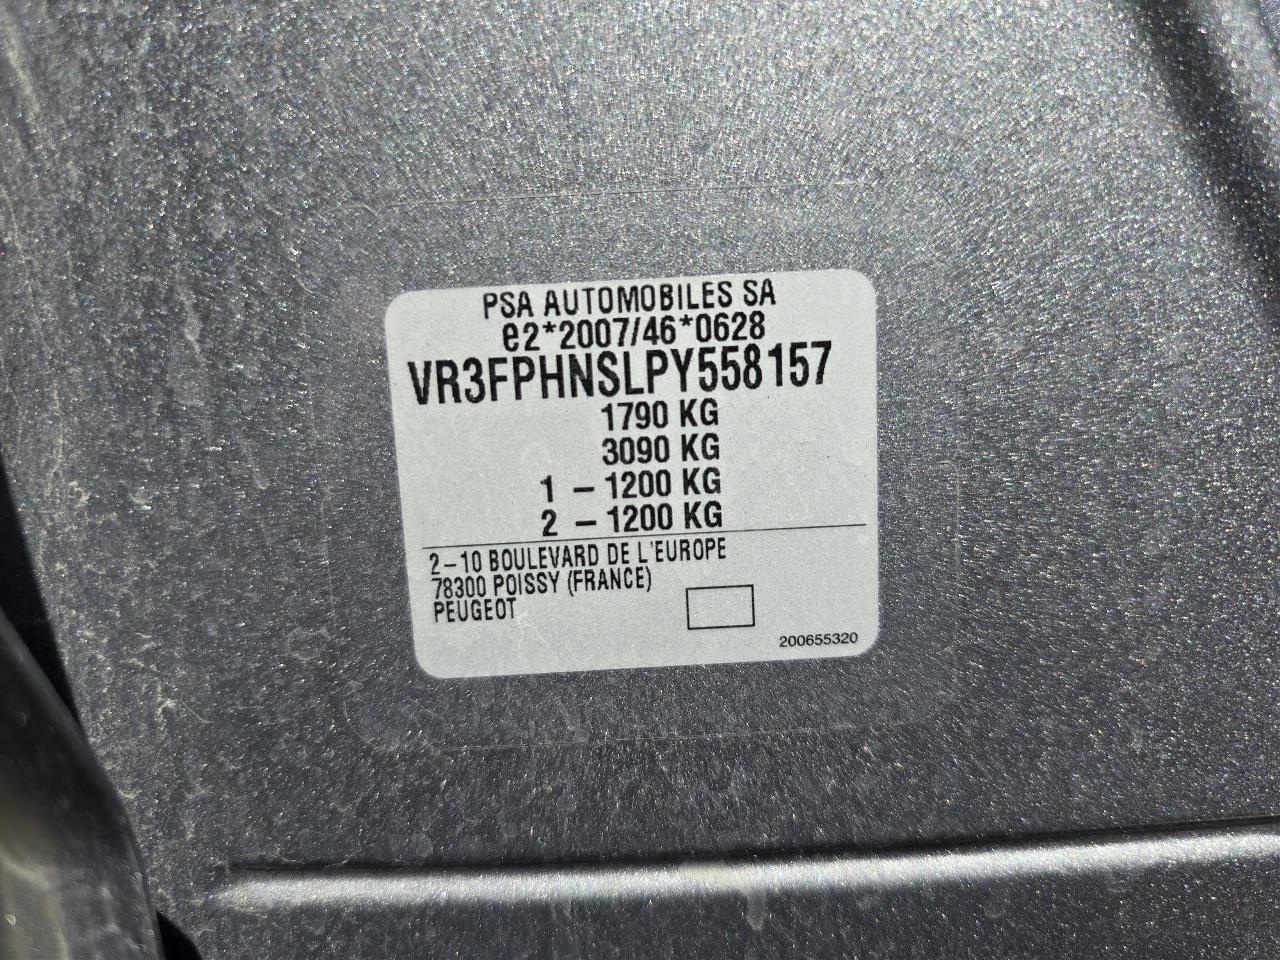 PSA AUTOMOBILES SA
e2*2007/46*0628
VR3FPHNSLPY558157
1790 KG
3090 KG
1 – 1200 KG
2 – 1200 KG
2–10 BOULEVARD DE L'EUROPE
78300 POISSY (FRANCE)
PEUGEOT
200655320